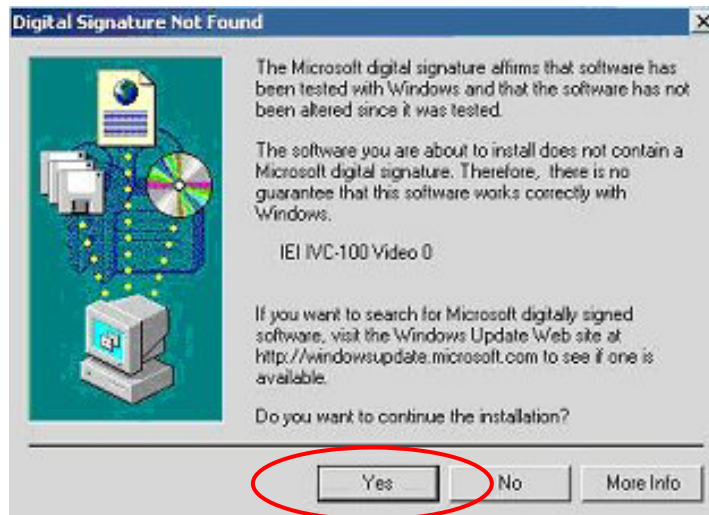 Digital Signature Not Found
The Microsoft digital signature affirms that software has
been tested with Windows and that the software has not
been altered since it was tested.
The software you are about to install does not contain a
Microsoft digital signature. Therefore, there is no
guarantee that this software works correctly with
Windows.
IEI IVC-100 Video 0
If you want to search for Microsoft digitally signed
software, visit the Windows Update Web site at
http://windowsupdate.microsoft.com to see if one is
available.
Do you want to continue the installation?
Yes No More Info